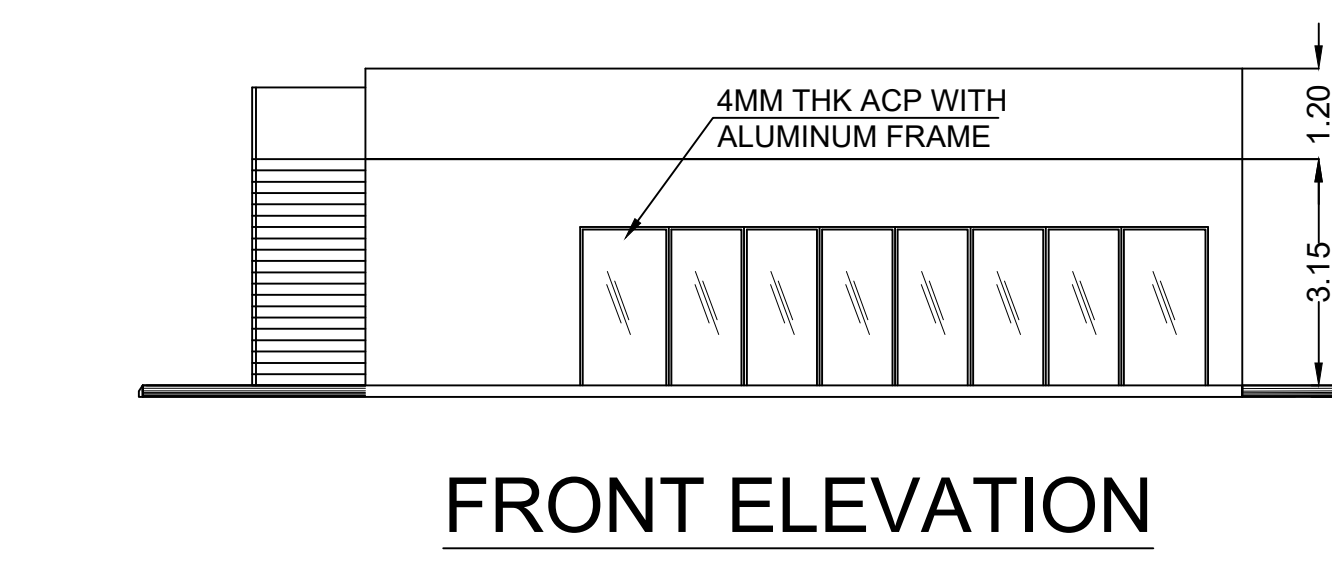 4MM THK ACP WITH
ALUMINUM FRAME
1.20
3.15
FRONT ELEVATION